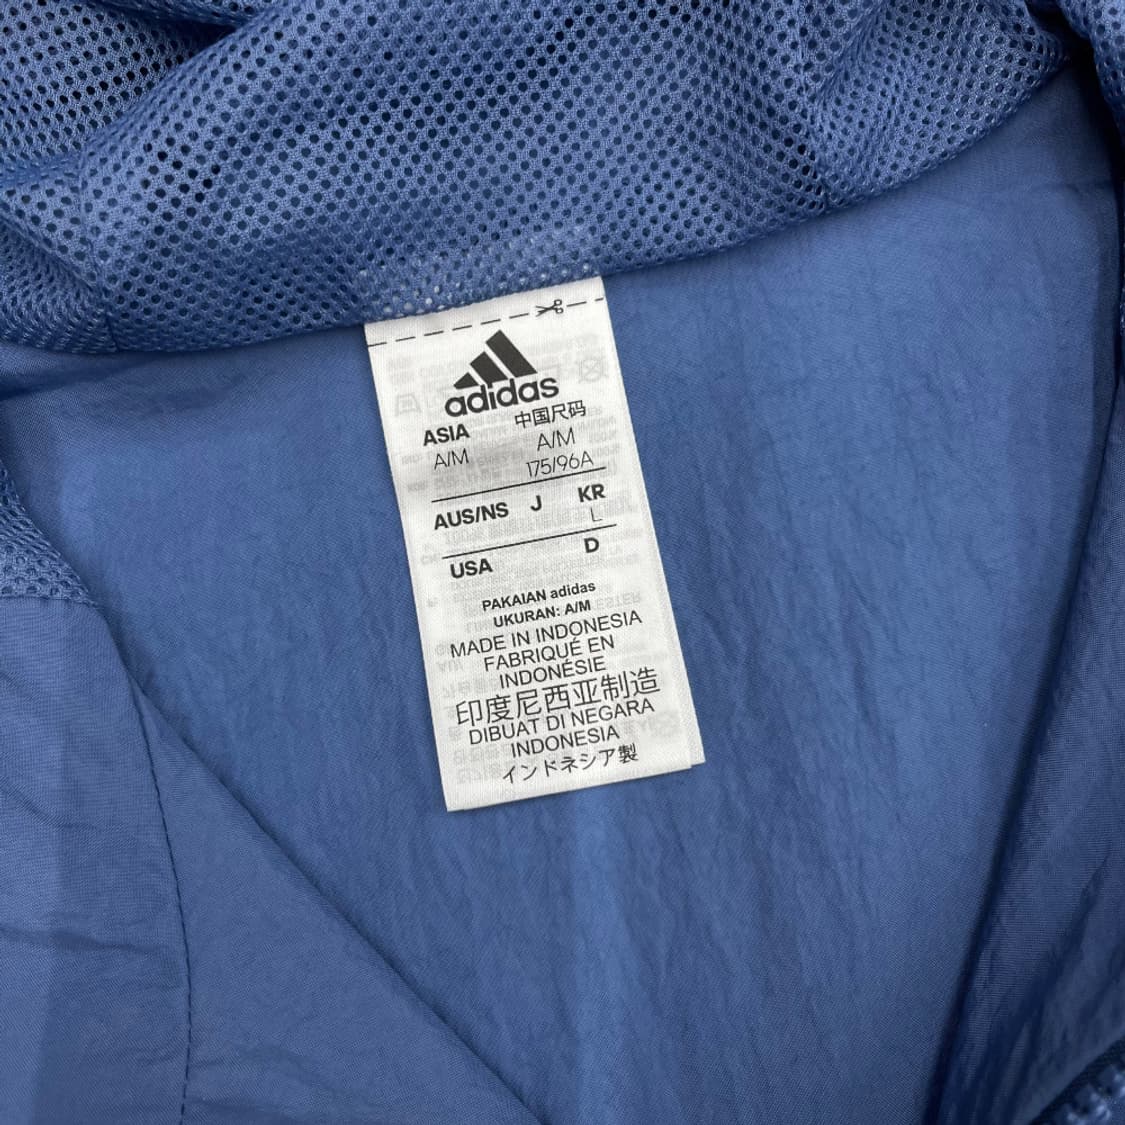 adidas
ASIA 中国尺码
A/M A/M
175/96A
AUS/NS J KR
L
USA D
PAKAIAN adidas
UKURAN: A/M
MADE IN INDONESIA
FABRIQUÉ EN
INDONÉSIE
印度尼西亚制造
DIBUAT DI NEGARA
INDONESIA
インドネシア製